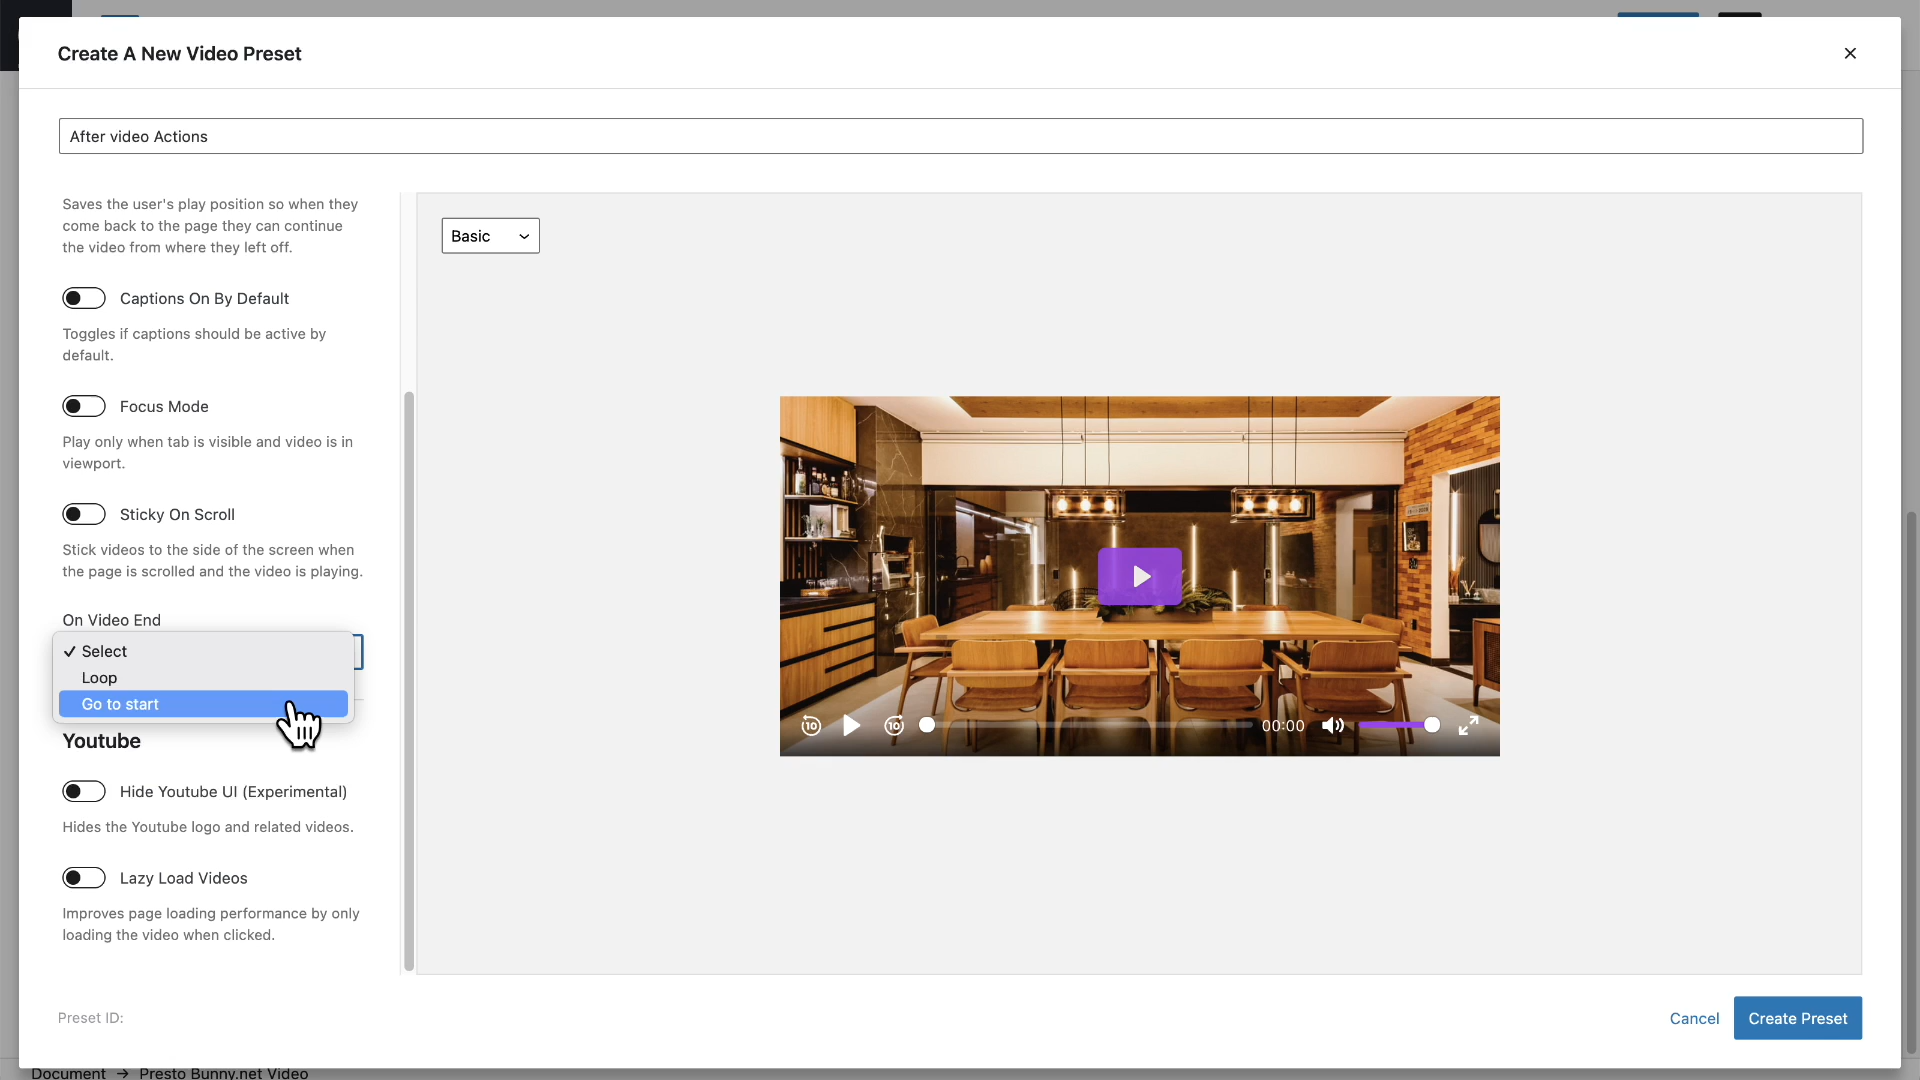 Create A New Video Preset
After video Actions
Saves the user's play position so when they
come back to the page they can continue
the video from where they left off.
Captions On By Default
Toggles if captions should be active by
default.
Focus Mode
Play only when tab is visible and video is in
viewport.
Sticky On Scroll
Stick videos to the side of the screen when
the page is scrolled and the video is playing.
On Video End
✓ Select
Loop
Go to start
Youtube
Hide Youtube UI (Experimental)
Hides the Youtube logo and related videos.
Lazy Load Videos
Improves page loading performance by only
loading the video when clicked.
Basic
10
10
00:00
Preset ID:
Cancel
Create Preset
Document → Presto Bunny.net Video